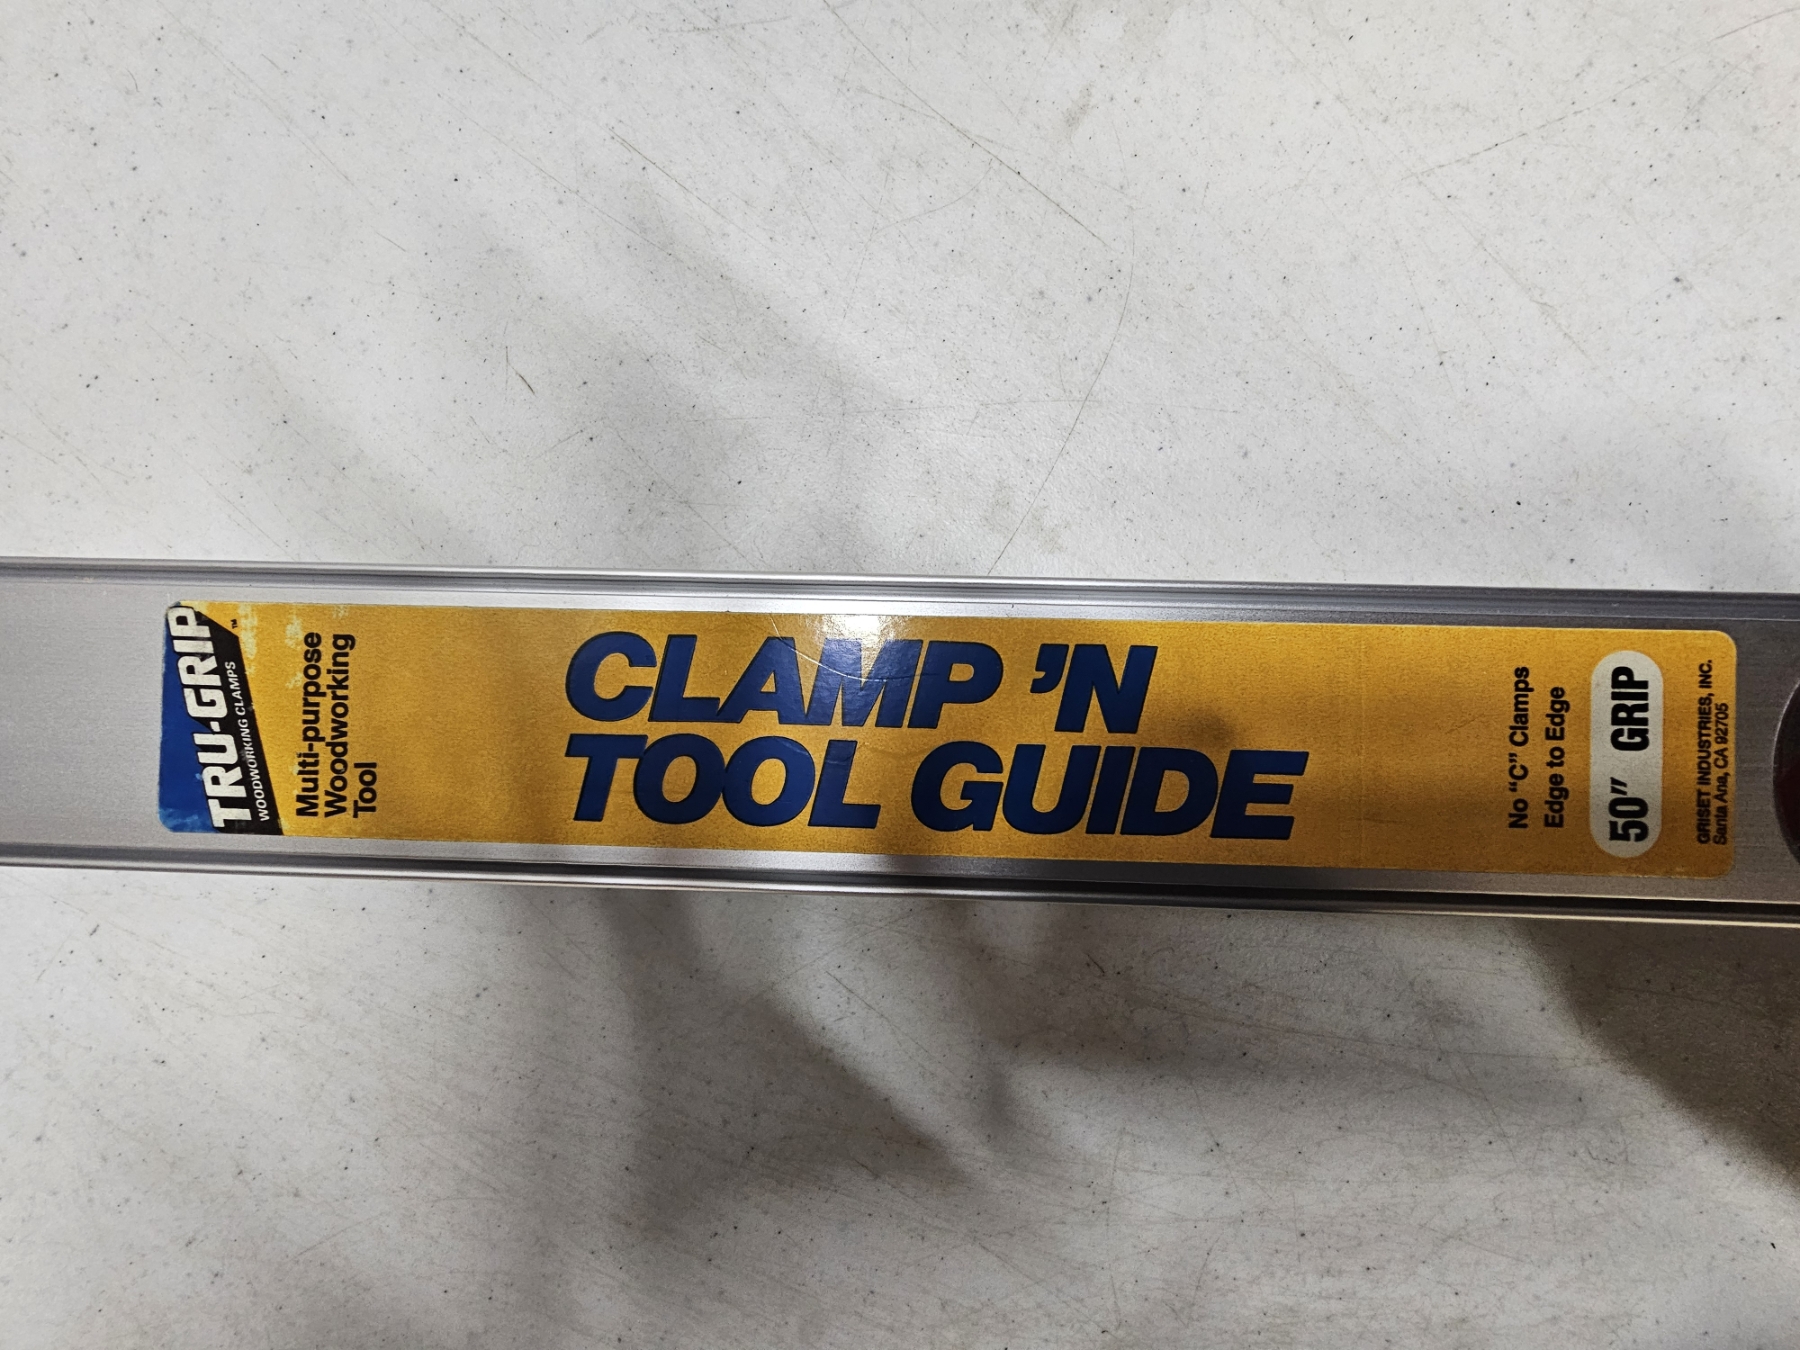 TRU-GRIP™
WOODWORKING CLAMPS
Multi-purpose
Woodworking
Tool
CLAMP 'N
TOOL GUIDE
No "C" Clamps
Edge to Edge
50" GRIP
GRISET INDUSTRIES, INC.
Santa Ana, CA 92705